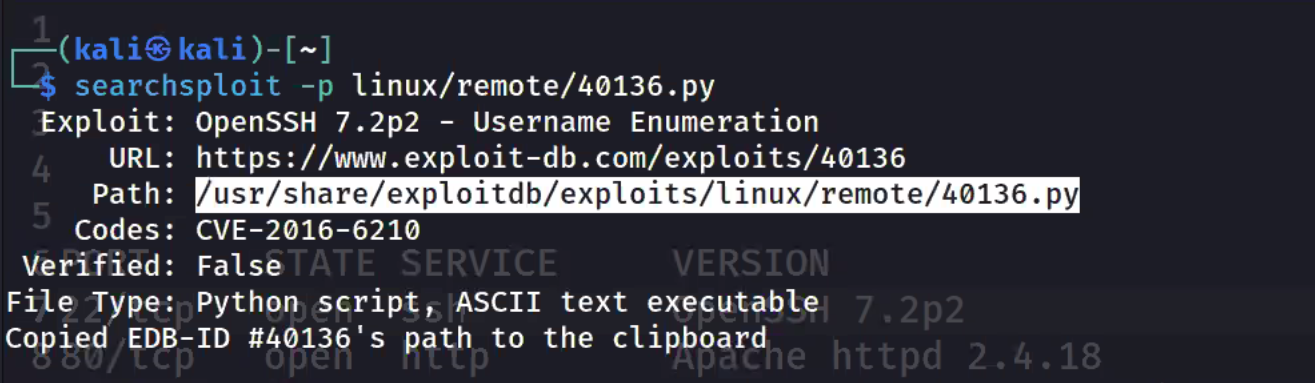 1
┌──(kali㉿kali)-[~]
2
└─$ searchsploit -p linux/remote/40136.py
3
Exploit: OpenSSH 7.2p2 - Username Enumeration
4
URL: https://www.exploit-db.com/exploits/40136
5
Path: /usr/share/exploitdb/exploits/linux/remote/40136.py
Codes: CVE-2016-6210
6 PORT STATE SERVICE VERSION
Verified: False
7 22/tcp open ssh OpenSSH 7.2p2
File Type: Python script, ASCII text executable
Copied EDB-ID #40136's path to the clipboard
8 80/tcp open http Apache httpd 2.4.18